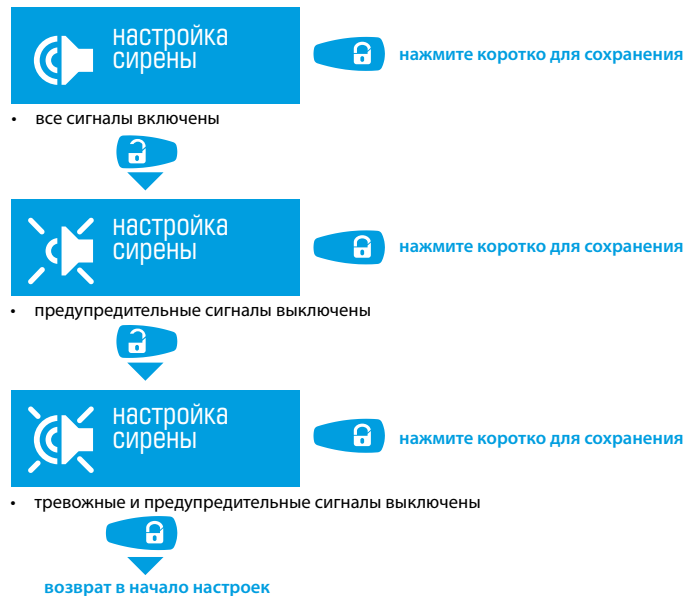 настройка
сирены
нажмите коротко для сохранения
• все сигналы включены
настройка
сирены
нажмите коротко для сохранения
• предупредительные сигналы выключены
настройка
сирены
нажмите коротко для сохранения
• тревожные и предупредительные сигналы выключены
возврат в начало настроек